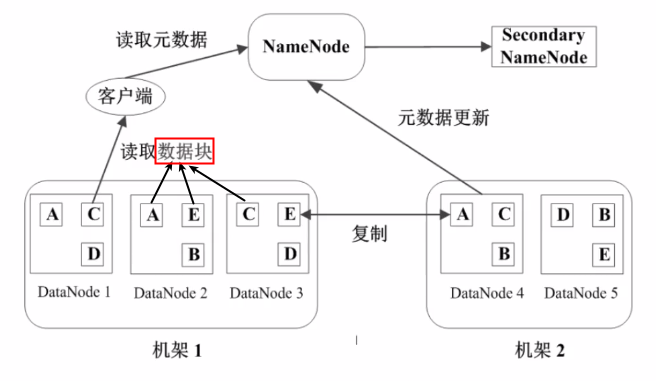 读取元数据
NameNode
Secondary
NameNode
客户端
元数据更新
读取数据块
A C
D
A E
B
C E
D
复制
A C
B
D B
E
DataNode 1
DataNode 2
DataNode 3
DataNode 4
DataNode 5
机架 1
机架 2